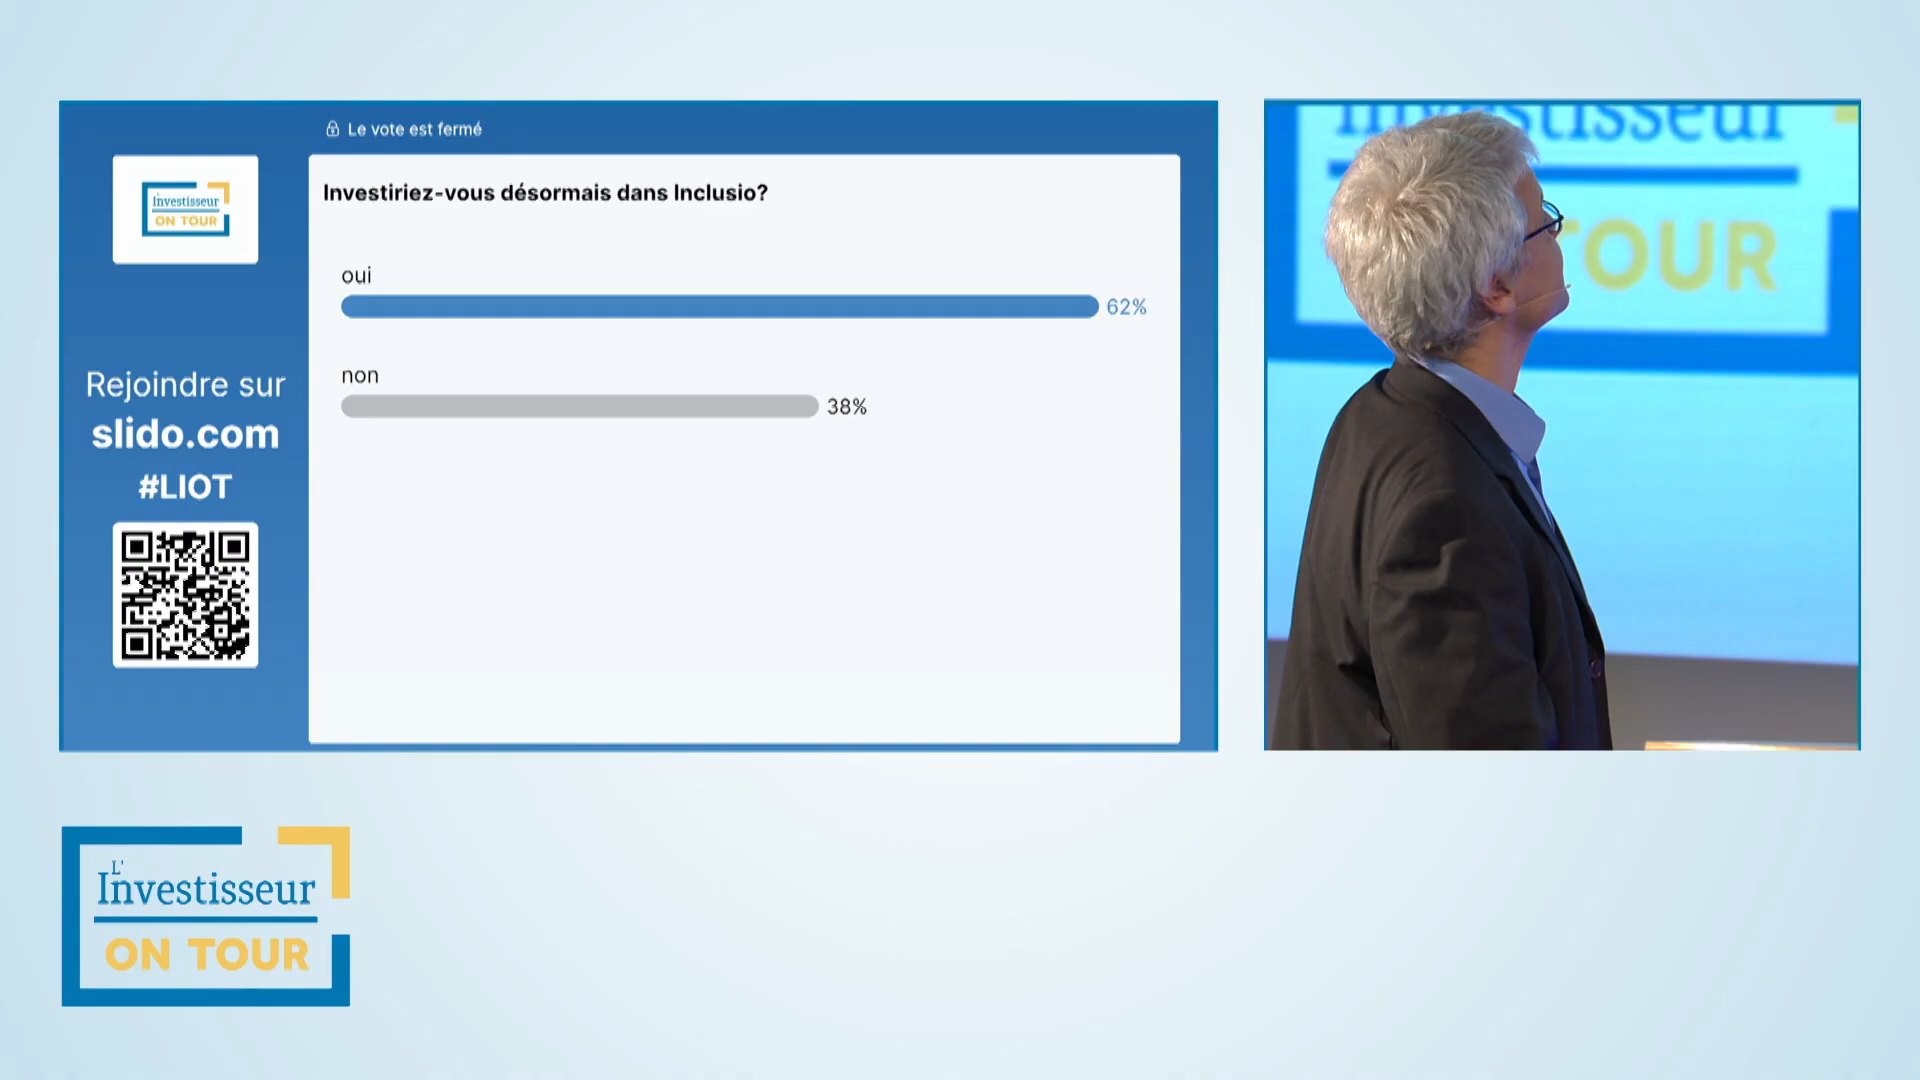 Le vote est fermé
L'Investisseur
ON TOUR
Investiriez-vous désormais dans Inclusio?
oui
62%
non
38%
Rejoindre sur
slido.com
#LIOT
Investisseur
TOUR
L'
Investisseur
ON TOUR